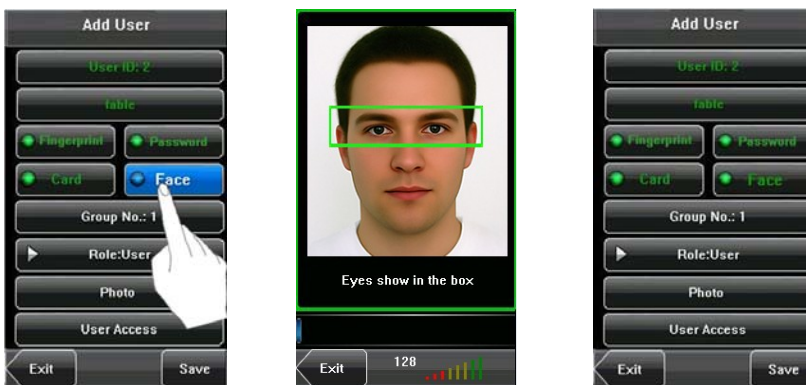 Add User
User ID: 2
fable
Fingerprint
Password
Card
Face
Group No.: 1
Role:User
Photo
User Access
Exit
Save
Eyes show in the box
Exit
128
Add User
User ID: 2
fable
Fingerprint
Password
Card
Face
Group No.: 1
Role:User
Photo
User Access
Exit
Save